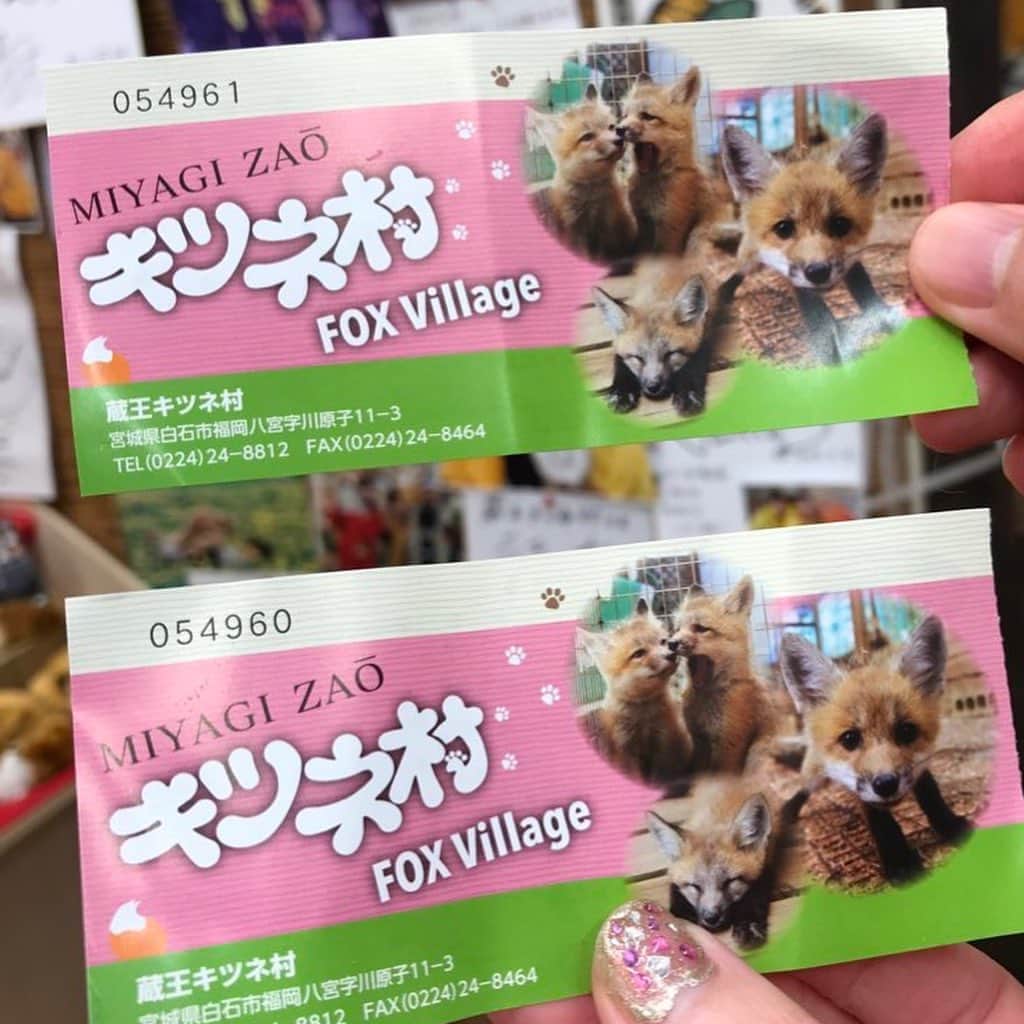 054961
MIYAGI ZAŌ
キツネ村
FOX Village
蔵王キツネ村
宮城県白石市福岡八宮字川原子11-3
TEL(0224)24-8812 FAX(0224)24-8464
054960
MIYAGI ZAŌ
キツネ村
FOX Village
蔵王キツネ村
宮城県白石市福岡八宮字川原子11-3
8812 FAX(0224)24-8464